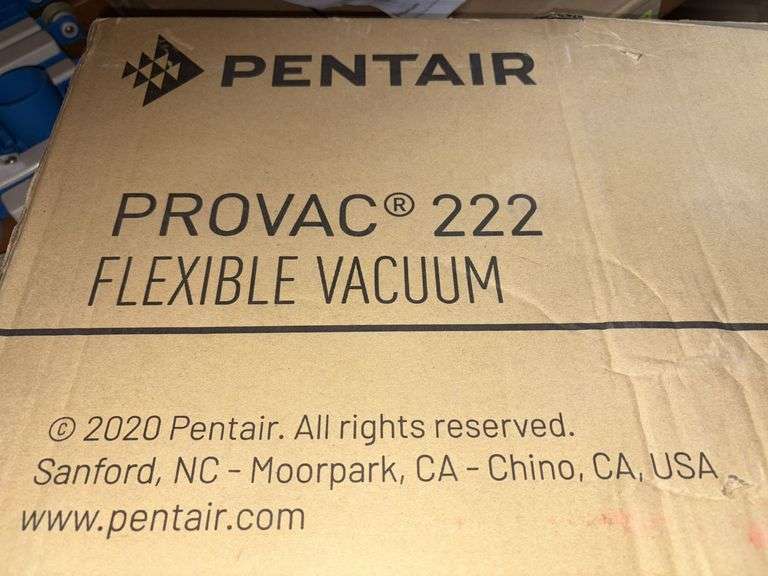 PENTAIR
PROVAC® 222
FLEXIBLE VACUUM
© 2020 Pentair. All rights reserved.
Sanford, NC - Moorpark, CA - Chino, CA, USA
www.pentair.com